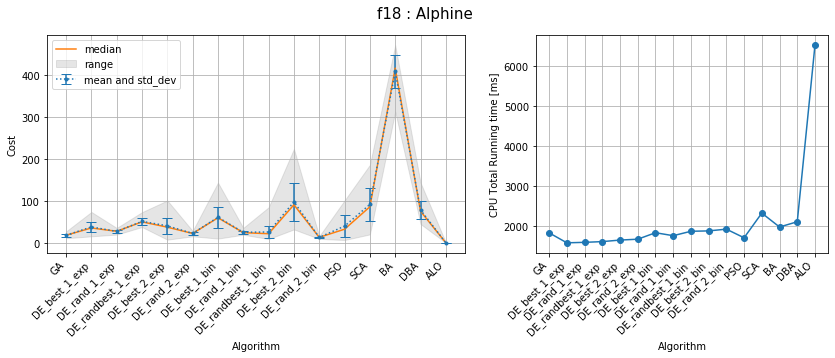 f18 : Alphine
median
range
mean and std_dev
Cost
400
300
200
100
0
GA
DE_best_1_exp
DE_rand_1_exp
DE_randbest_1_exp
DE_best_2_exp
DE_rand_2_exp
DE_best_1_bin
DE_rand_1_bin
DE_randbest_1_bin
DE_best_2_bin
DE_rand_2_bin
PSO
SCA
BA
DBA
ALO
Algorithm
CPU Total Running time [ms]
6000
5000
4000
3000
2000
GA
DE_best_1_exp
DE_rand_1_exp
DE_randbest_1_exp
DE_best_2_exp
DE_rand_2_exp
DE_best_1_bin
DE_rand_1_bin
DE_randbest_1_bin
DE_best_2_bin
DE_rand_2_bin
PSO
SCA
BA
DBA
ALO
Algorithm